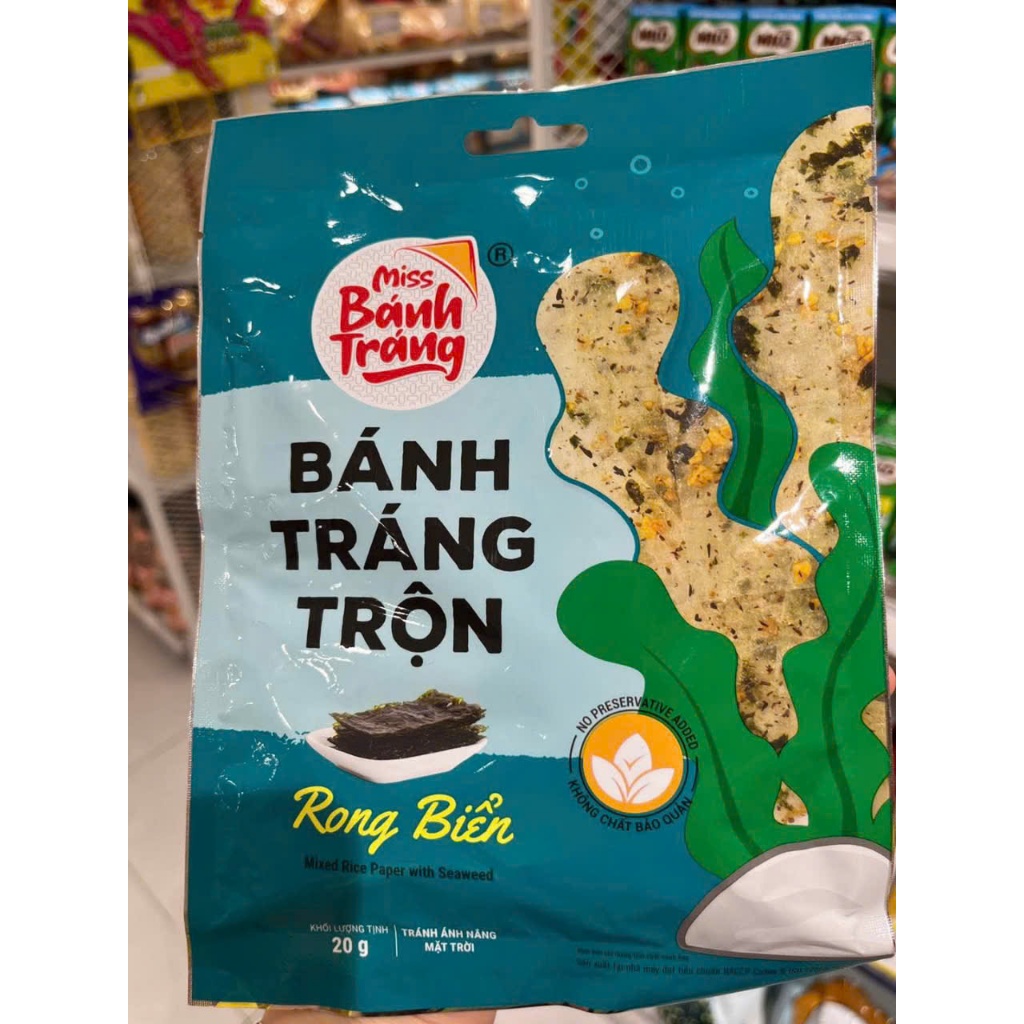 MILO MILO MILO MILO
®
Miss
Bánh
Tráng
BÁNH
TRÁNG
TRỘN
NO PRESERVATIVE ADDED
KHÔNG CHẤT BẢO QUẢN
Rong Biển
Mixed Rice Paper with Seaweed
KHỐI LƯỢNG TỊNH
20 g
TRÁNH ÁNH NẮNG
MẶT TRỜI